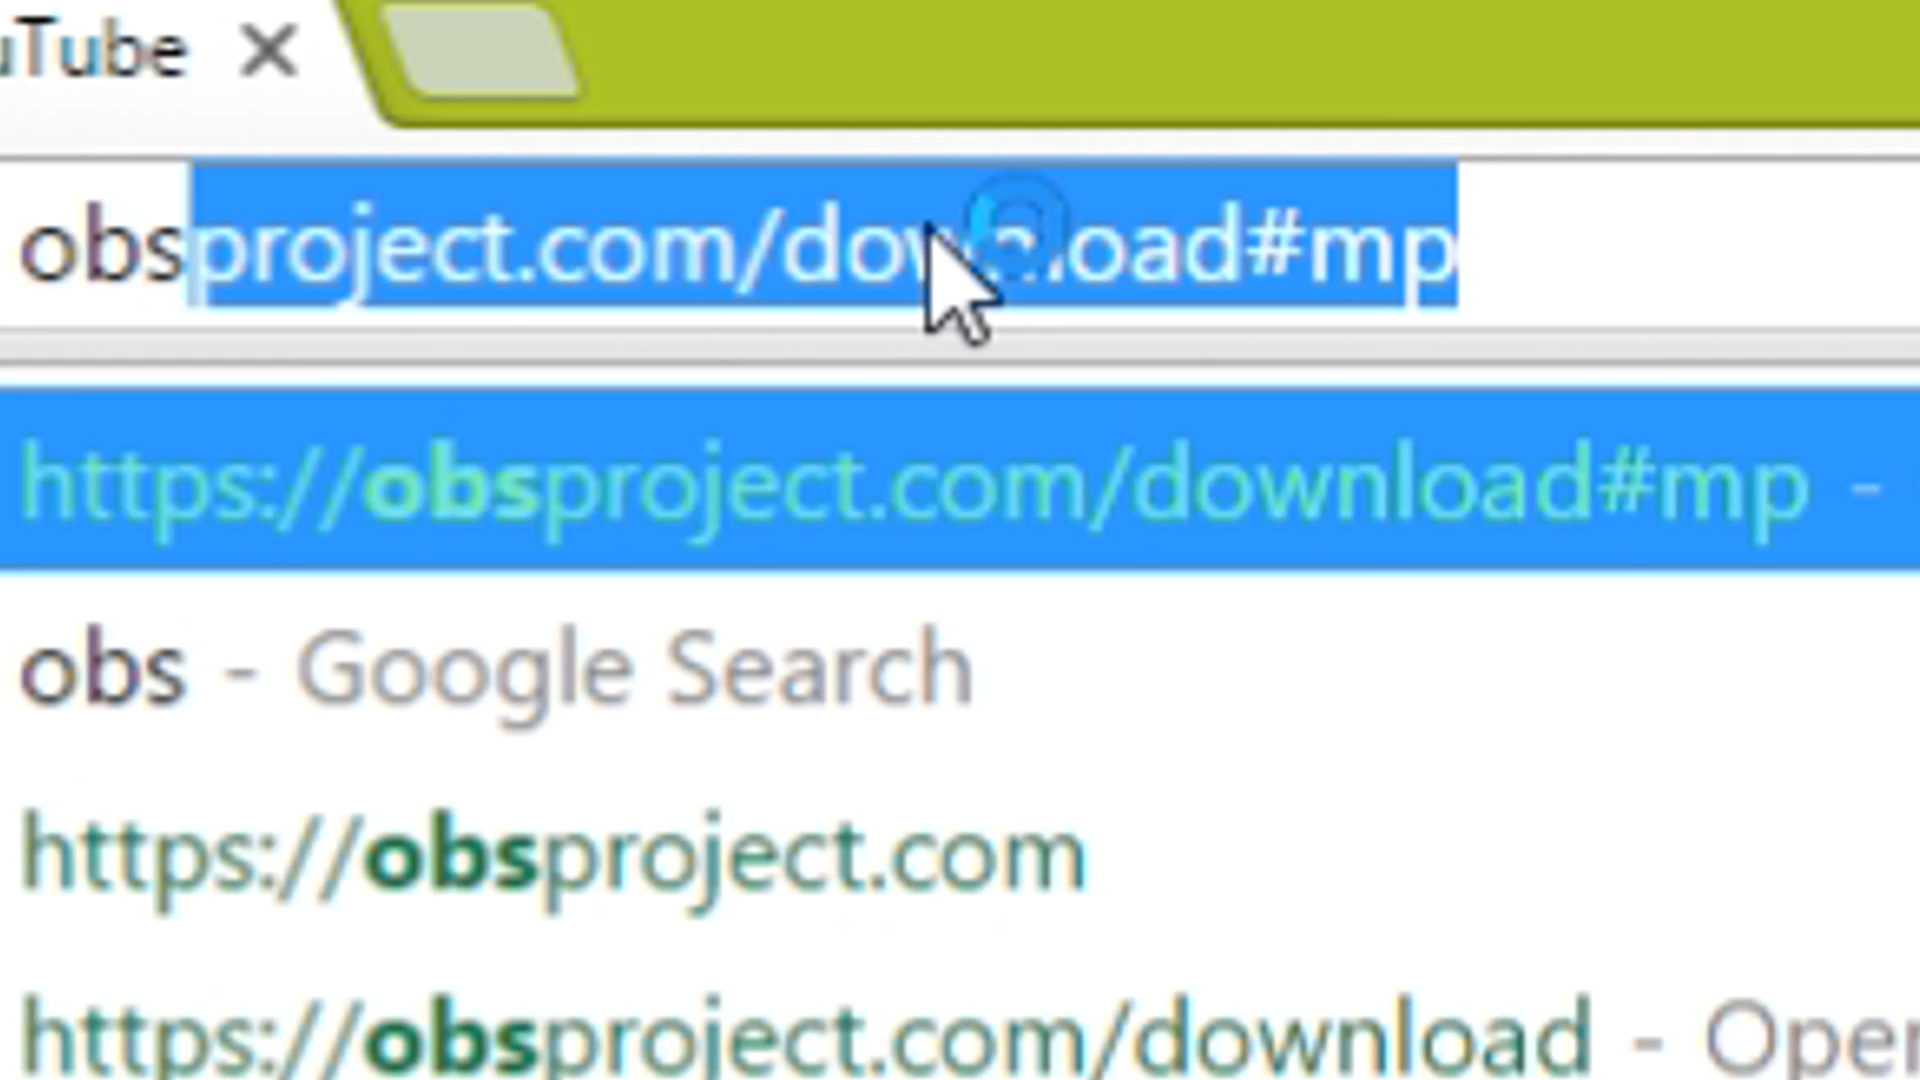 uTube
obsproject.com/download#mp
https://obsproject.com/download#mp -
obs - Google Search
https://obsproject.com
https://obsproject.com/download - Oper